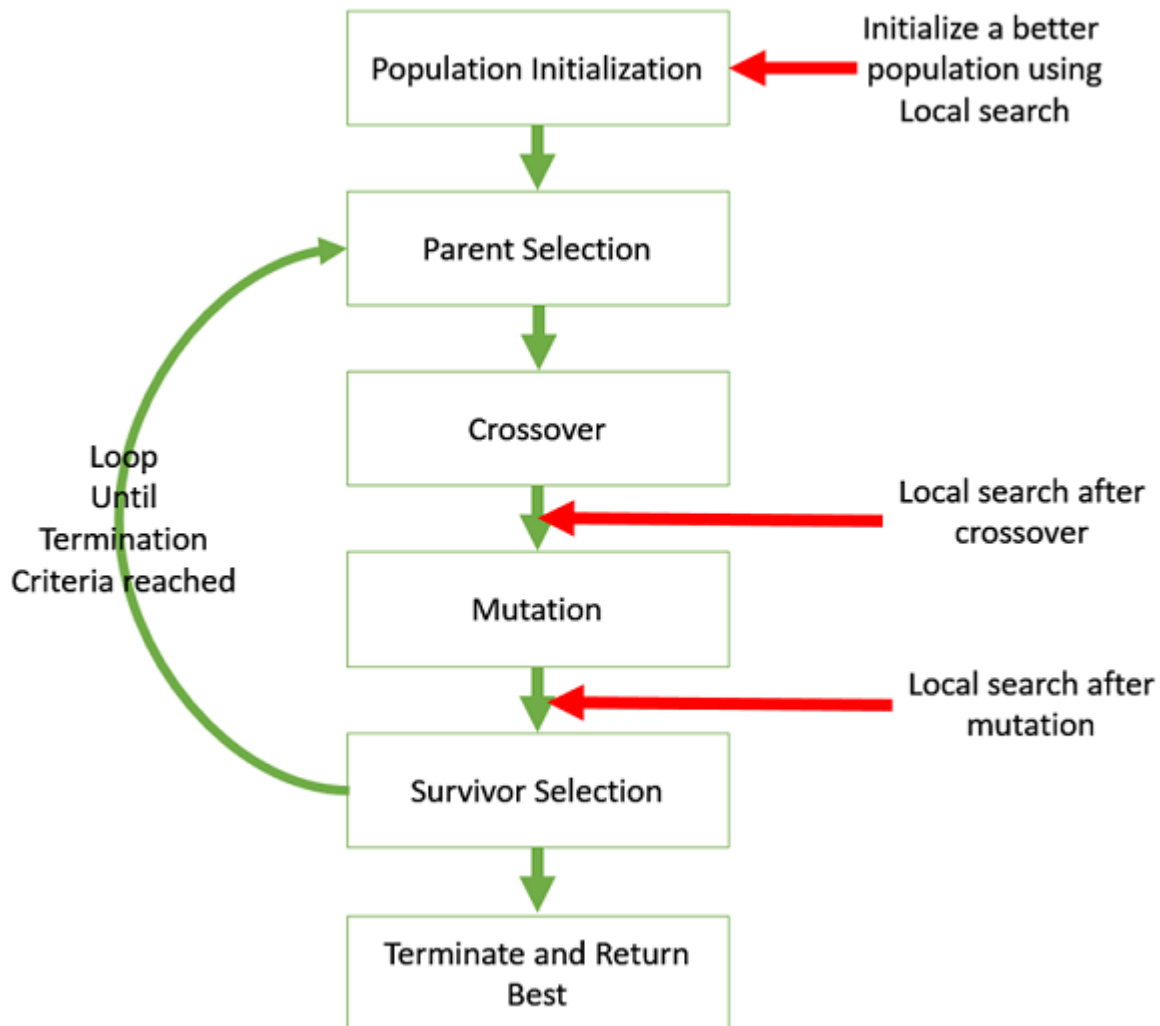 Population Initialization
Initialize a better
population using
Local search
Parent Selection
Crossover
Loop
Until
Termination
Criteria reached
Local search after
crossover
Mutation
Local search after
mutation
Survivor Selection
Terminate and Return
Best